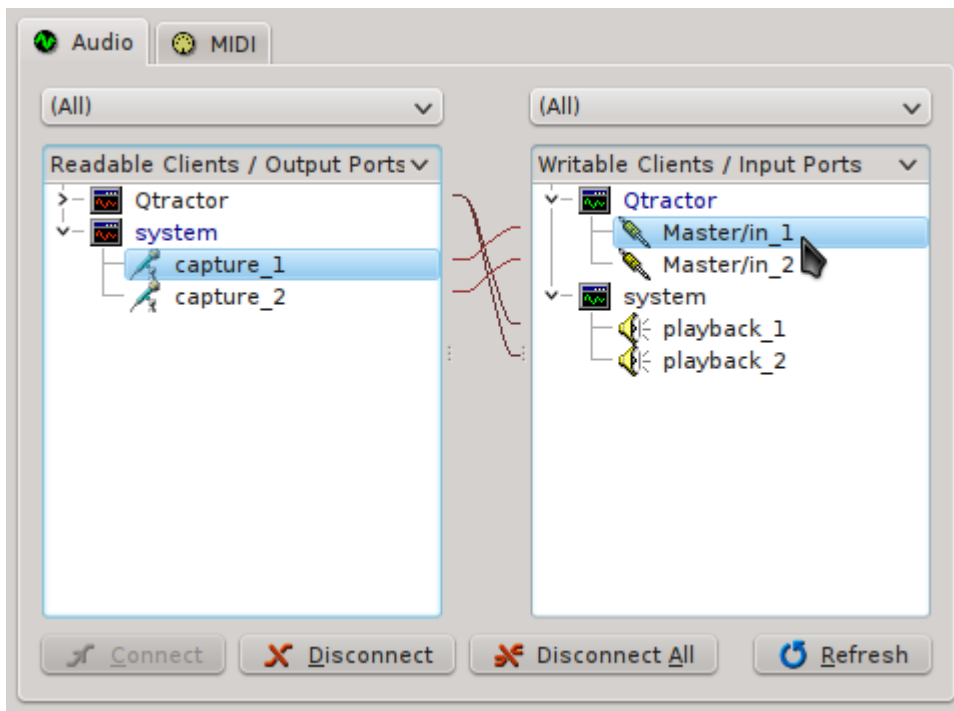 Audio MIDI
(All) (All)
Readable Clients / Output Ports Writable Clients / Input Ports
Qtractor Qtractor
system Master/in_1
capture_1 Master/in_2
capture_2 system
playback_1
playback_2
Connect Disconnect Disconnect All Refresh